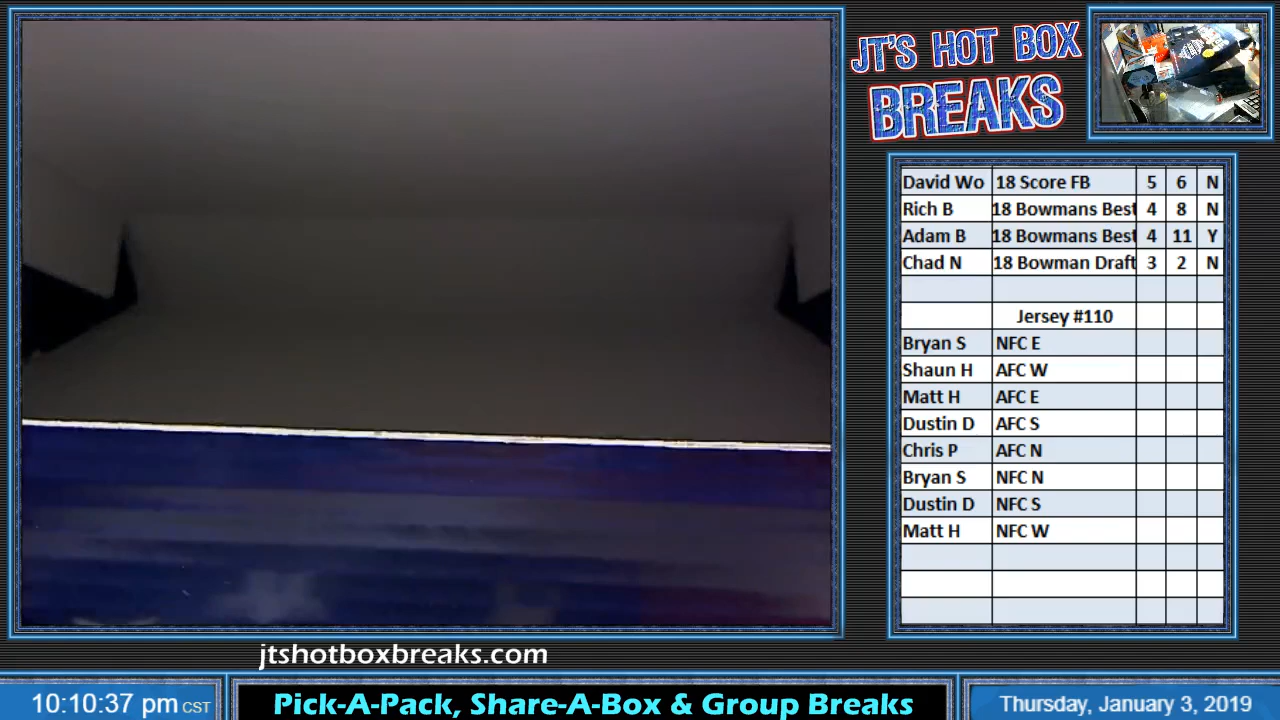 JT'S HOT BOX
BREAKS
David Wo 18 Score FB 5 6 N
Rich B 18 Bowmans Best 4 8 N
Adam B 18 Bowmans Best 4 11 Y
Chad N 18 Bowman Draft 3 2 N
Jersey #110
Bryan S NFC E
Shaun H AFC W
Matt H AFC E
Dustin D AFC S
Chris P AFC N
Bryan S NFC N
Dustin D NFC S
Matt H NFC W
jtshotboxbreaks.com
10:10:37 pm CST
Pick-A-Pack, Share-A-Box & Group Breaks
Thursday, January 3, 2019